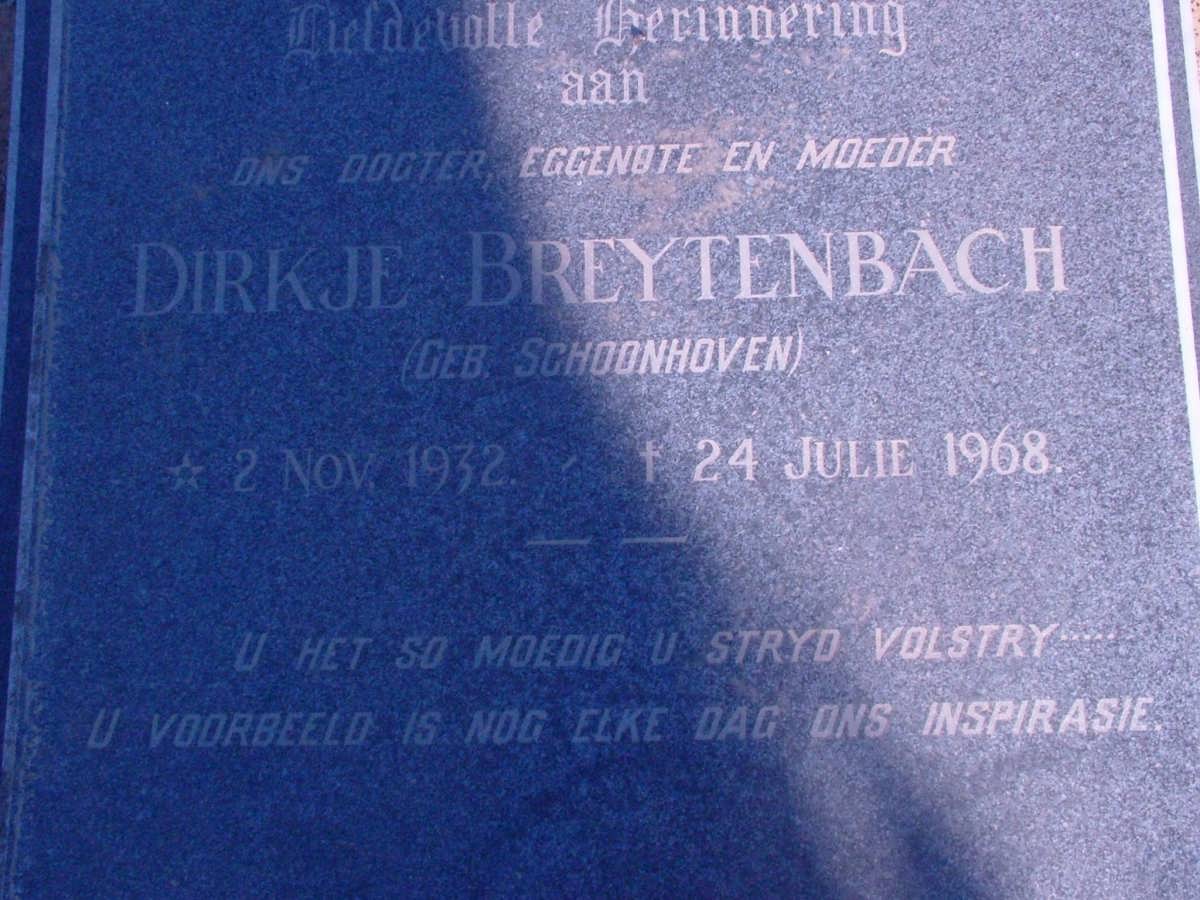 Liefdevolle Herinnering
aan
ONS DOGTER, EGGENOTE EN MOEDER
DIRKJE BREYTENBACH
(GEB. SCHOONHOVEN)
☆ 2 NOV. 1932. † 24 JULIE 1968.
U HET SO MOEDIG U STRYD VOLSTRY.....
U VOORBEELD IS NOG ELKE DAG ONS INSPIRASIE.